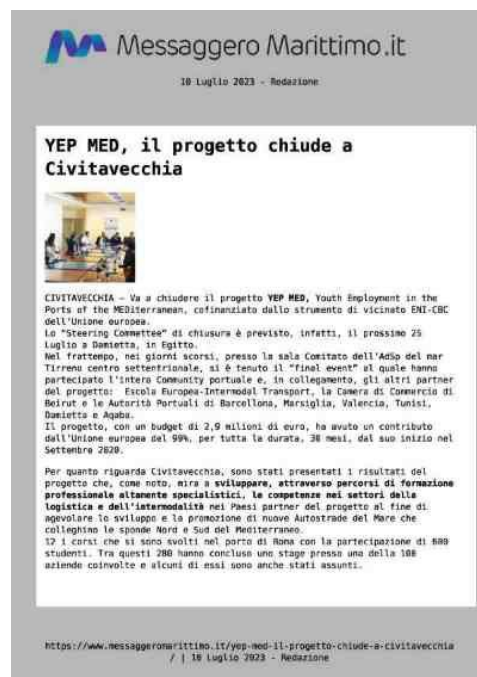 Messaggero Marittimo.it
10 Luglio 2023 - Redazione
YEP MED, il progetto chiude a
Civitavecchia
CIVITAVECCHIA – Va a chiudere il progetto YEP MED, Youth Employment in the
Ports of the MEDiterranean, cofinanziato dallo strumento di vicinato ENI-CBC
dell'Unione europea.
Lo "Steering Committee" di chiusura è previsto, infatti, il prossimo 25
Luglio a Damietta, in Egitto.
Nel frattempo, nei giorni scorsi, presso la sala Comitato dell'AdSp del mar
Tirreno centro settentrionale, si è tenuto il "final event" al quale hanno
partecipato l'intera Community portuale e, in collegamento, gli altri partner
del progetto: Escola Europea-Intermodal Transport, la Camera di Commercio di
Beirut e le Autorità Portuali di Barcellona, Marsiglia, Valencia, Tunisi,
Damietta e Aqaba.
Il progetto, con un budget di 2,9 milioni di euro, ha avuto un contributo
dall'Unione europea del 99%, per tutta la durata, 30 mesi, dal suo inizio nel
Settembre 2020.
Per quanto riguarda Civitavecchia, sono stati presentati i risultati del
progetto che, come noto, mira a sviluppare, attraverso percorsi di formazione
professionale altamente specialistici, le competenze nei settori della
logistica e dell'intermodalità nei Paesi partner del progetto al fine di
agevolare lo sviluppo e la promozione di nuove Autostrade del Mare che
colleghino le sponde Nord e Sud del Mediterraneo.
12 i corsi che si sono svolti nel porto di Roma con la partecipazione di 600
studenti. Tra questi 280 hanno concluso uno stage presso una della 108
aziende coinvolte e alcuni di essi sono anche stati assunti.
https://www.messaggeromarittimo.it/yep-med-il-progetto-chiude-a-civitavecchia
/ | 10 Luglio 2023 - Redazione